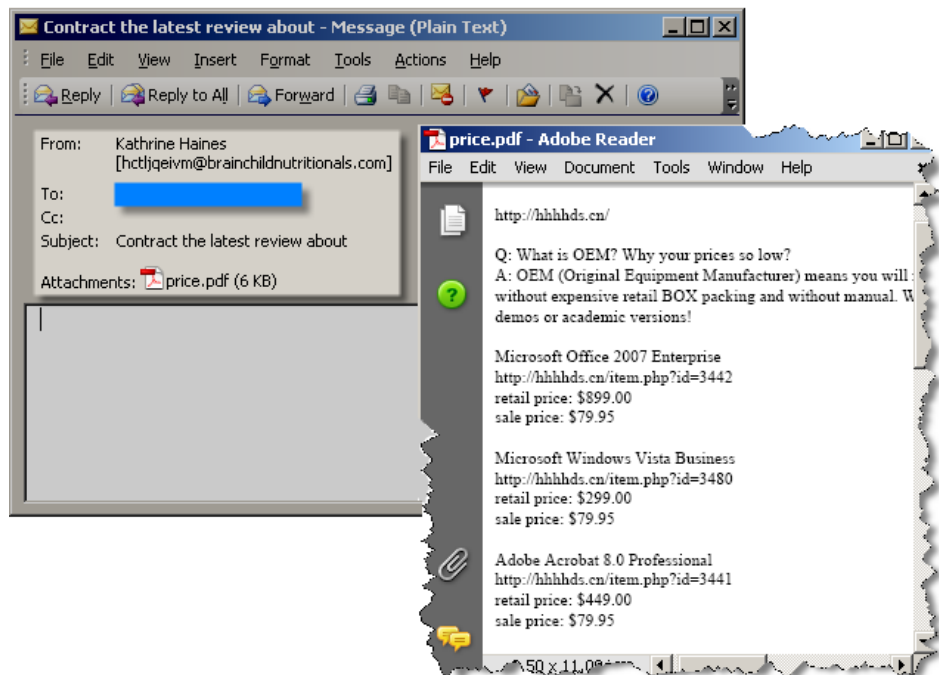 Contract the latest review about - Message (Plain Text)
File Edit View Insert Format Tools Actions Help
Reply Reply to All Forward
From: Kathrine Haines
[hctljqeivm@brainchildnutritionals.com]
To:
Cc:
Subject: Contract the latest review about
Attachments: price.pdf (6 KB)
price.pdf - Adobe Reader
File Edit View Document Tools Window Help
http://hhhhds.cn/
Q: What is OEM? Why your prices so low?
A: OEM (Original Equipment Manufacturer) means you will
without expensive retail BOX packing and without manual. W
demos or academic versions!
Microsoft Office 2007 Enterprise
http://hhhhds.cn/item.php?id=3442
retail price: $899.00
sale price: $79.95
Microsoft Windows Vista Business
http://hhhhds.cn/item.php?id=3480
retail price: $299.00
sale price: $79.95
Adobe Acrobat 8.0 Professional
http://hhhhds.cn/item.php?id=3441
retail price: $449.00
sale price: $79.95